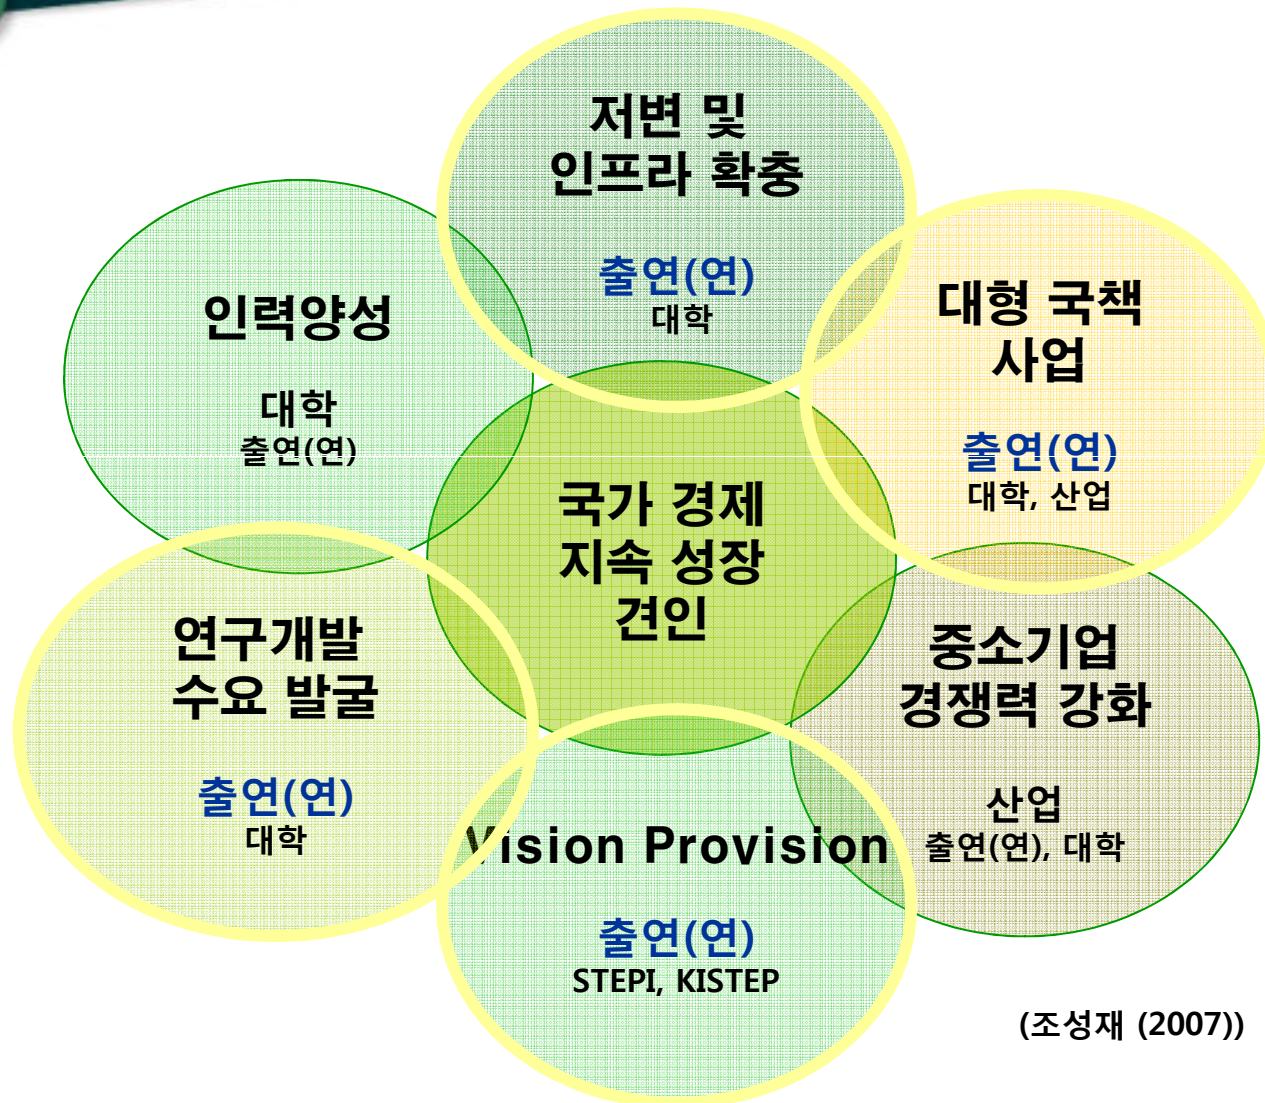 저변 및
인프라 확충
출연(연)
대학
인력양성
대학
출연(연)
대형 국책
사업
출연(연)
대학, 산업
국가 경제
지속 성장
견인
연구개발
수요 발굴
출연(연)
대학
중소기업
경쟁력 강화
산업
출연(연), 대학
Vision Provision
출연(연)
STEPI, KISTEP
(조성재 (2007))